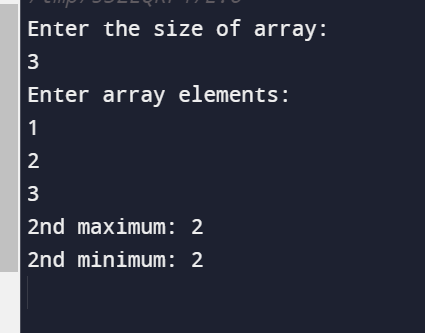 Enter the size of array:
3
Enter array elements:
1
2
3
2nd maximum: 2
2nd minimum: 2